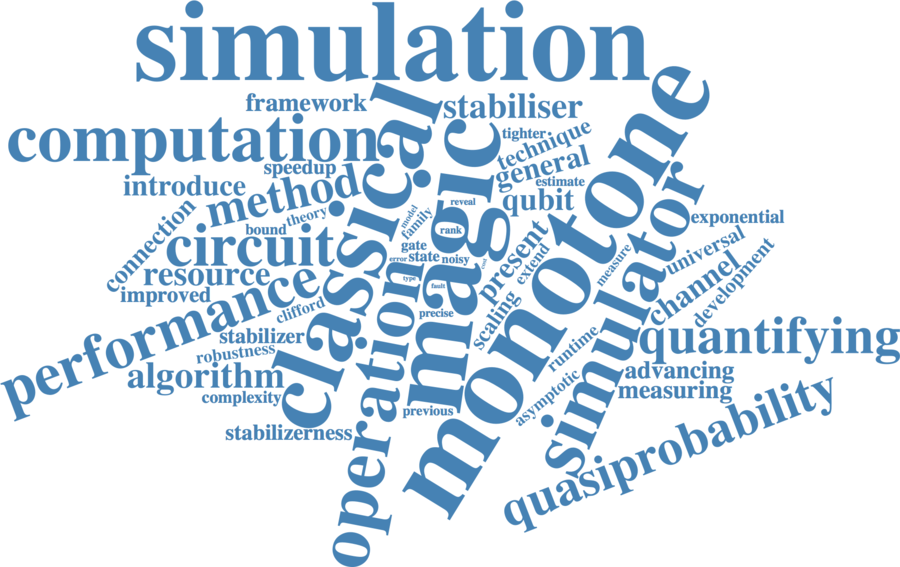 simulation
framework
stabiliser
classical
monotone
computation
tighter
technique
magic
speedup
general
introduce
method
estimate
qubit
reveal
simulator
connection
bound
theory
model
family
rank
exponential
circuit
gate
present
universal
error
state
noisy
extend
measure
resource
type
cost
channel
development
improved
fault
performance
clifford
precise
scaling
stabilizer
operation
runtime
quantifying
robustness
algorithm
advancing
complexity
previous
asymptotic
measuring
stabilizerness
quasiprobability